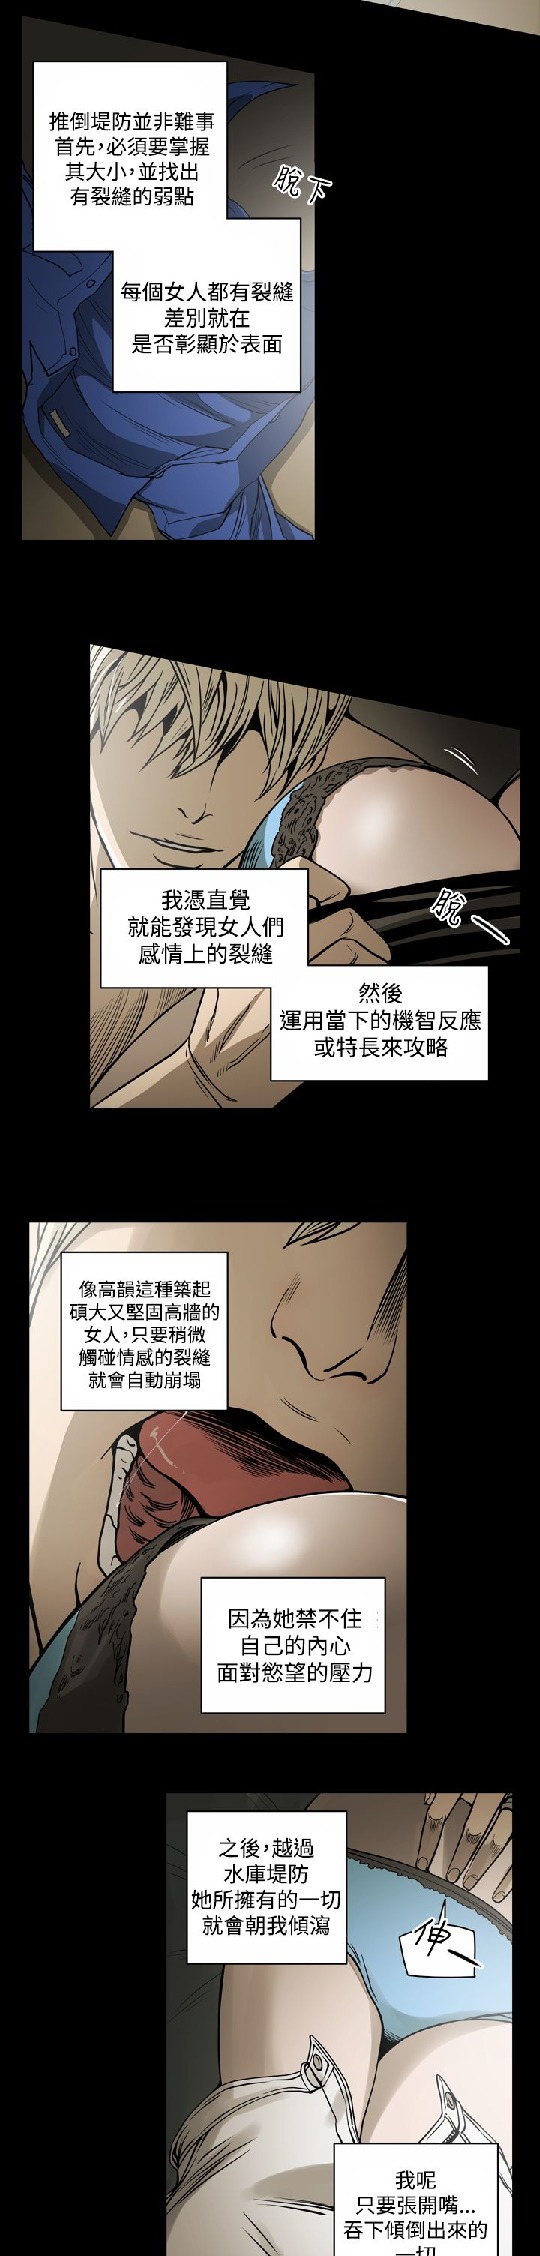 推倒堤防並非難事
首先,必須要掌握
其大小,並找出
有裂縫的弱點
脫下
每個女人都有裂縫
差別就在
是否彰顯於表面
我憑直覺
就能發現女人們
感情上的裂縫
脫—
然後
運用當下的機智反應
或特長來攻略
像高韻這種築起
碩大又堅固高牆的
女人,只要稍微
觸碰情感的裂縫
就會自動崩塌
因為她禁不住
自己的內心
面對慾望的壓力
之後,越過
水庫堤防
她所擁有的一切
就會朝我傾瀉
伸—
我呢
只要張開嘴...
吞下傾倒出來的
一切